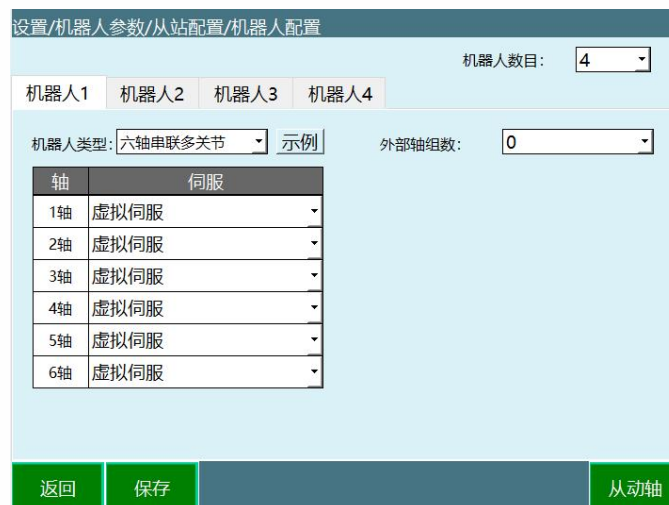 设置/机器人参数/从站配置/机器人配置
机器人数目： 4
机器人1 机器人2 机器人3 机器人4
机器人类型：六轴串联多关节 示例 外部轴组数： 0
轴 伺服
1轴 虚拟伺服
2轴 虚拟伺服
3轴 虚拟伺服
4轴 虚拟伺服
5轴 虚拟伺服
6轴 虚拟伺服
返回 保存 从动轴